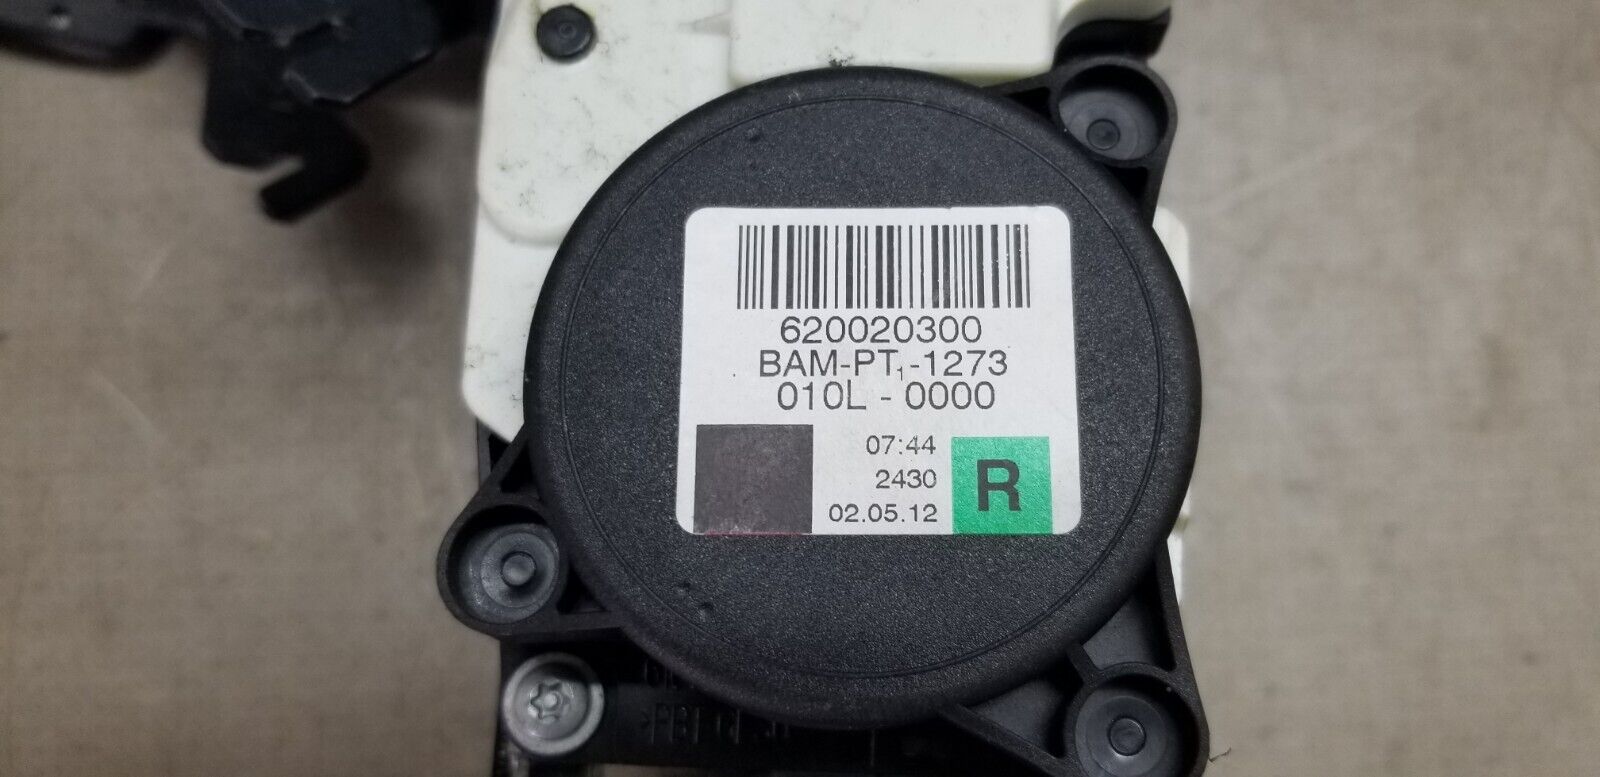 620020300
BAM-PT1-1273
010L - 0000
07:44
2430
02.05.12
R